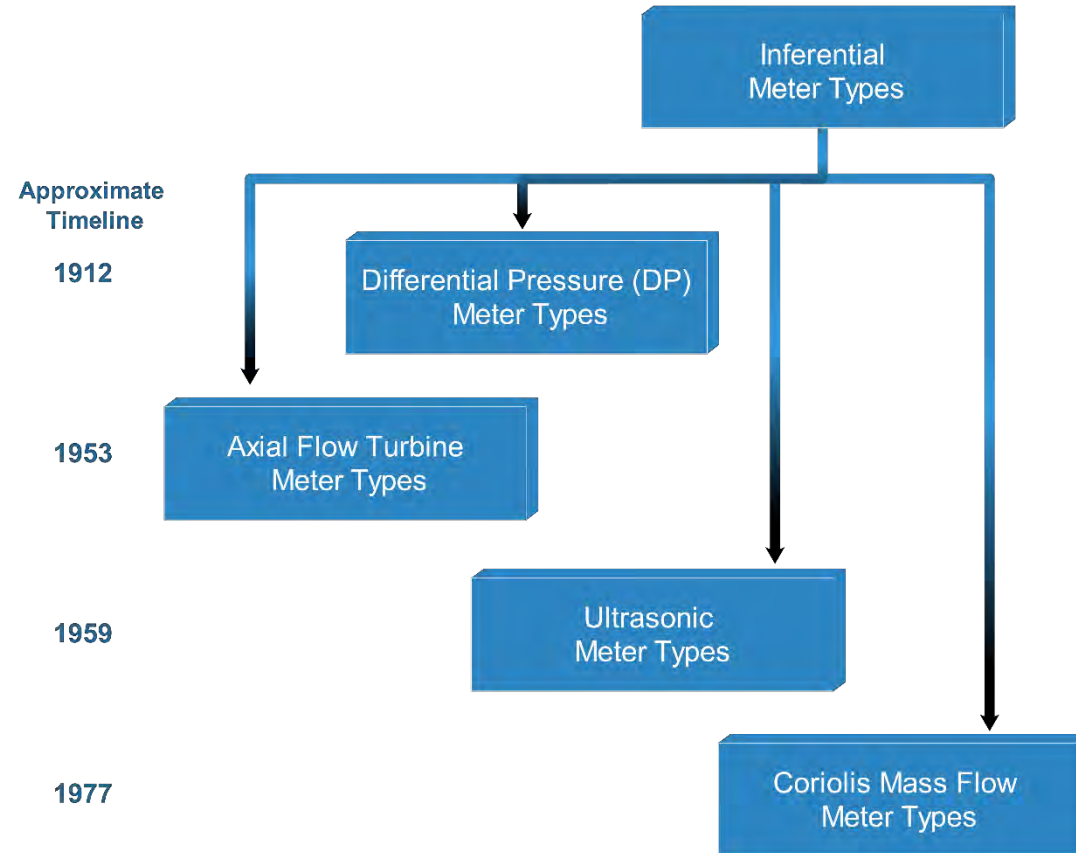 Inferential
Meter Types
Approximate
Timeline
1912
Differential Pressure (DP)
Meter Types
1953
Axial Flow Turbine
Meter Types
1959
Ultrasonic
Meter Types
1977
Coriolis Mass Flow
Meter Types